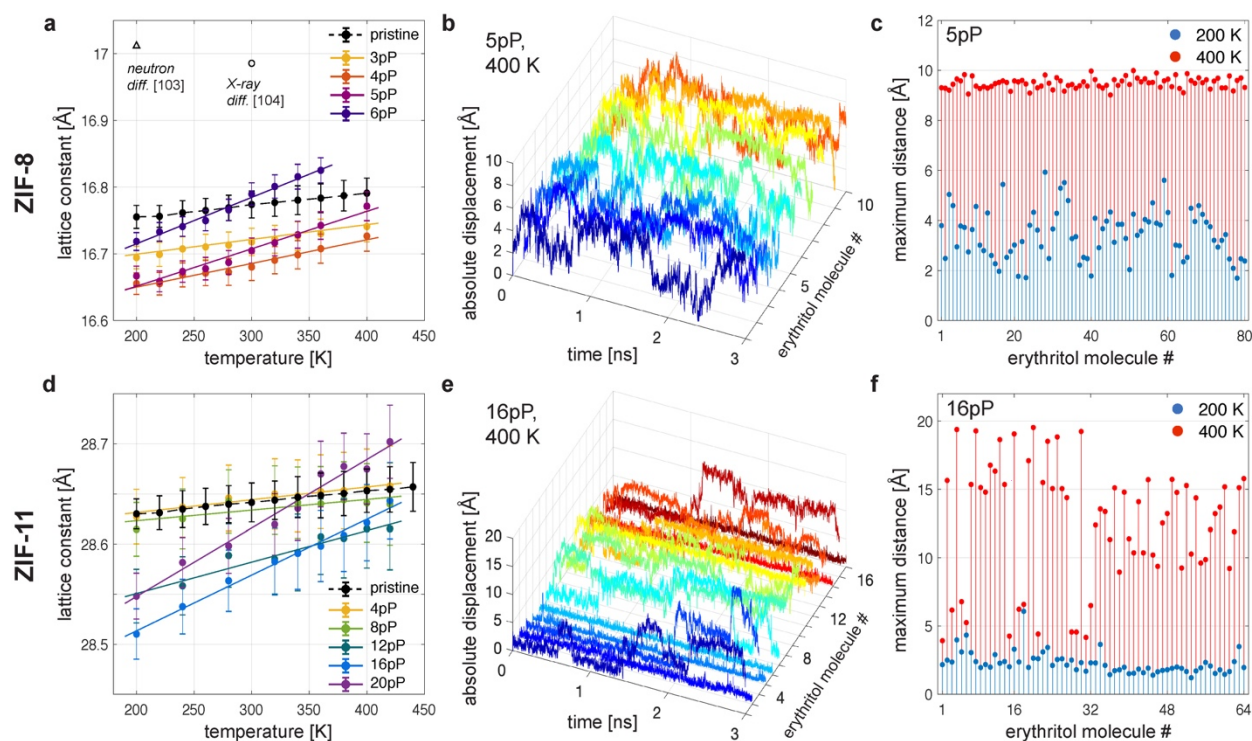 ZIF-8
a
lattice constant [Å]
17
16.9
16.8
16.7
16.6
neutron
diff. [103]
X-ray
diff. [104]
pristine
3pP
4pP
5pP
6pP
200 250 300 350 400 450
temperature [K]
b
5pP,
400 K
absolute displacement [Å]
10
8
6
4
2
0
0 1 2 3
time [ns]
5 10
erythritol molecule #
c
5pP
200 K
400 K
maximum distance [Å]
12
10
8
6
4
2
0
1 20 40 60 80
erythritol molecule #
ZIF-11
d
lattice constant [Å]
28.7
28.6
28.5
pristine
4pP
8pP
12pP
16pP
20pP
200 250 300 350 400 450
temperature [K]
e
16pP,
400 K
absolute displacement [Å]
20
15
10
5
0
0 1 2 3
time [ns]
4 8 12 16
erythritol molecule #
f
16pP
200 K
400 K
maximum distance [Å]
20
15
10
5
0
1 16 32 48 64
erythritol molecule #